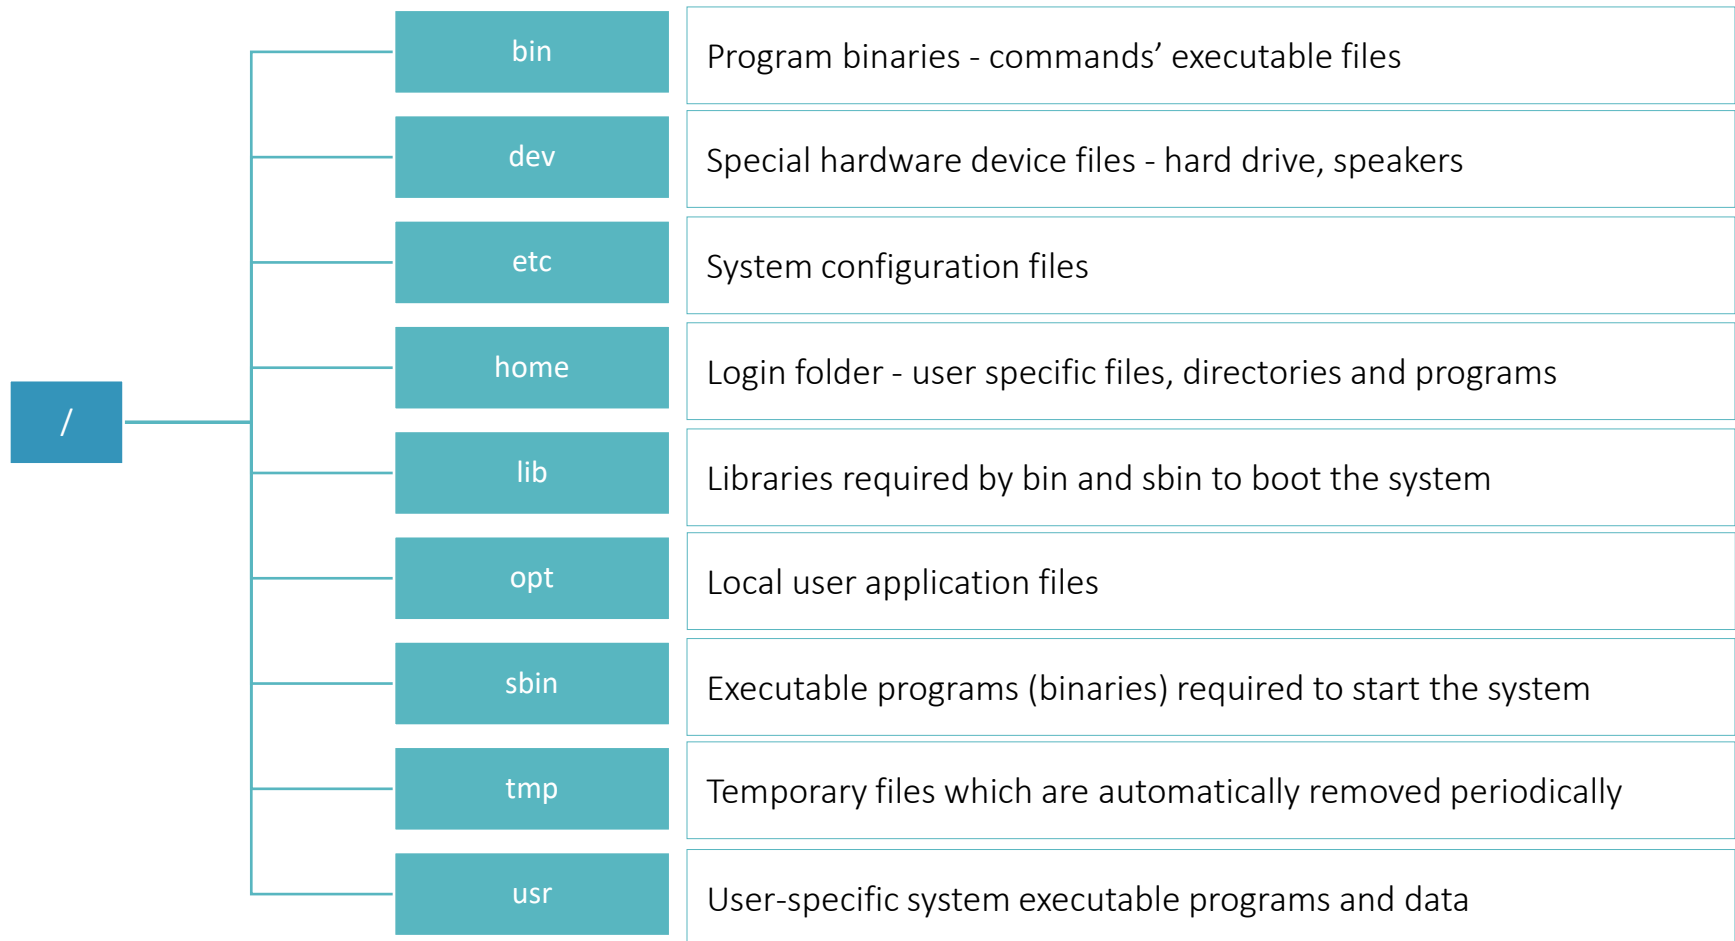 /
bin
Program binaries - commands’ executable files
dev
Special hardware device files - hard drive, speakers
etc
System configuration files
home
Login folder - user specific files, directories and programs
lib
Libraries required by bin and sbin to boot the system
opt
Local user application files
sbin
Executable programs (binaries) required to start the system
tmp
Temporary files which are automatically removed periodically
usr
User-specific system executable programs and data